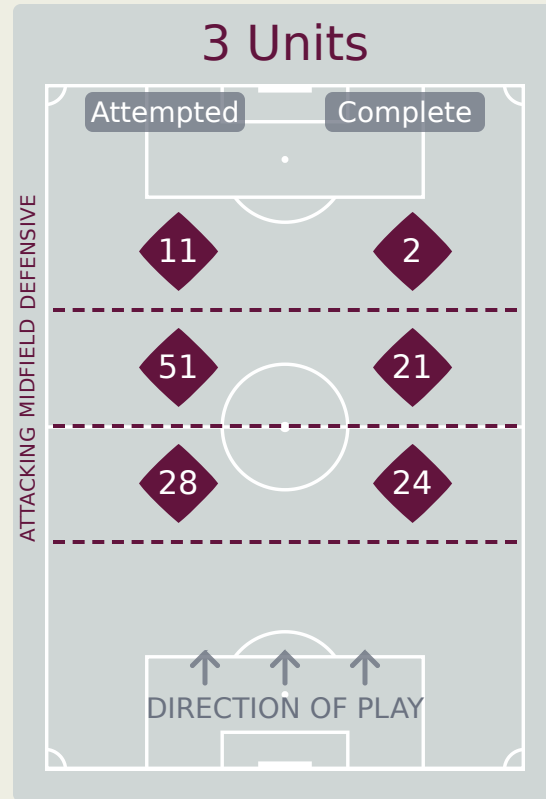 3 Units
Attempted
Complete
ATTACKING MIDFIELD DEFENSIVE
11
2
51
21
28
24
DIRECTION OF PLAY